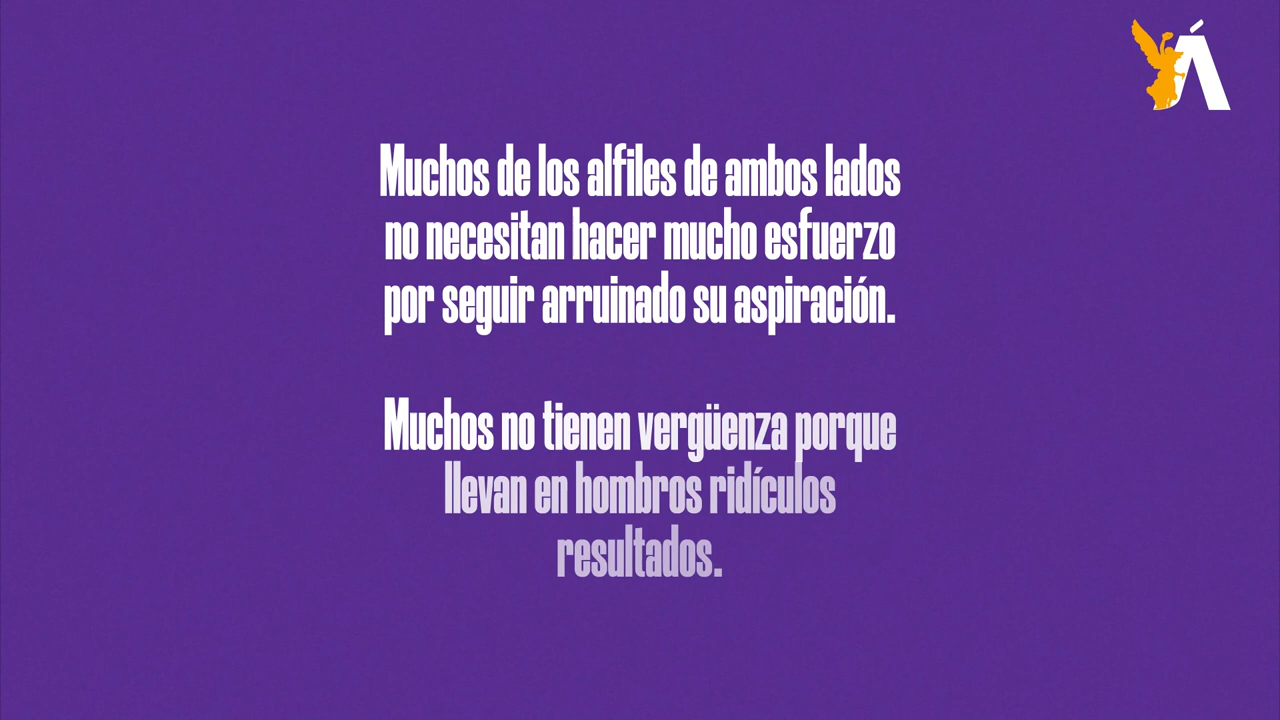 Á
Muchos de los alfiles de ambos lados
no necesitan hacer mucho esfuerzo
por seguir arruinado su aspiración.
Muchos no tienen vergüenza porque
llevan en hombros ridículos
resultados.